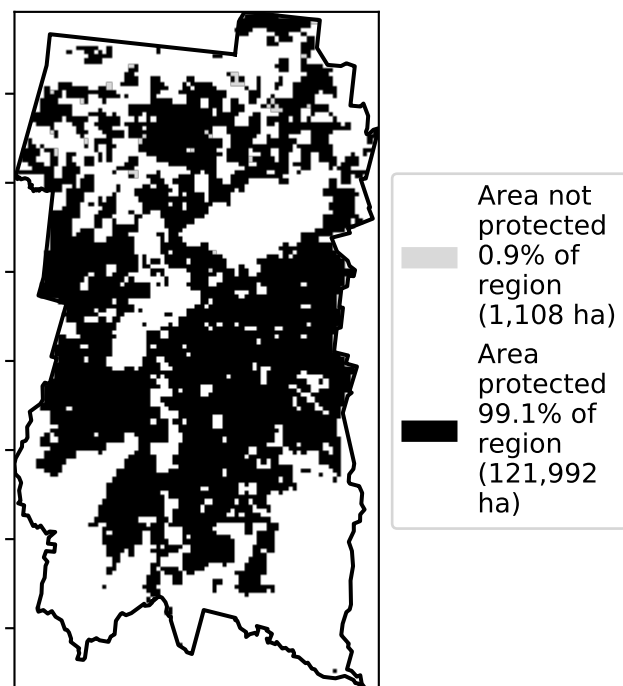 Area not
protected
0.9% of
region
(1,108 ha)
Area
protected
99.1% of
region
(121,992
ha)